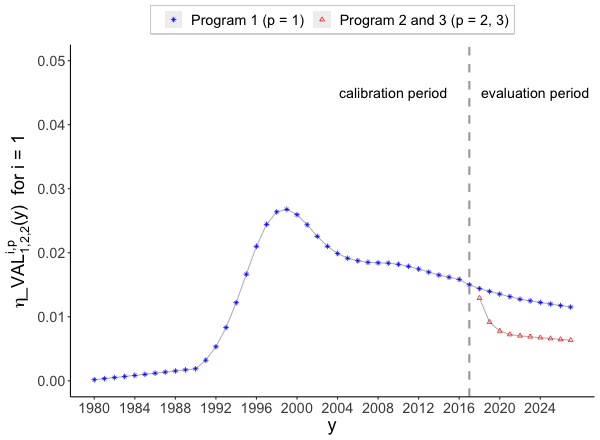 Program 1 (p = 1) Program 2 and 3 (p = 2, 3)
0.05
calibration period evaluation period
0.04
0.03
0.02
0.01
0.00
η_VAL^{i,p}_{1,2,2}(y) for i = 1
1980 1984 1988 1992 1996 2000 2004 2008 2012 2016 2020 2024
y